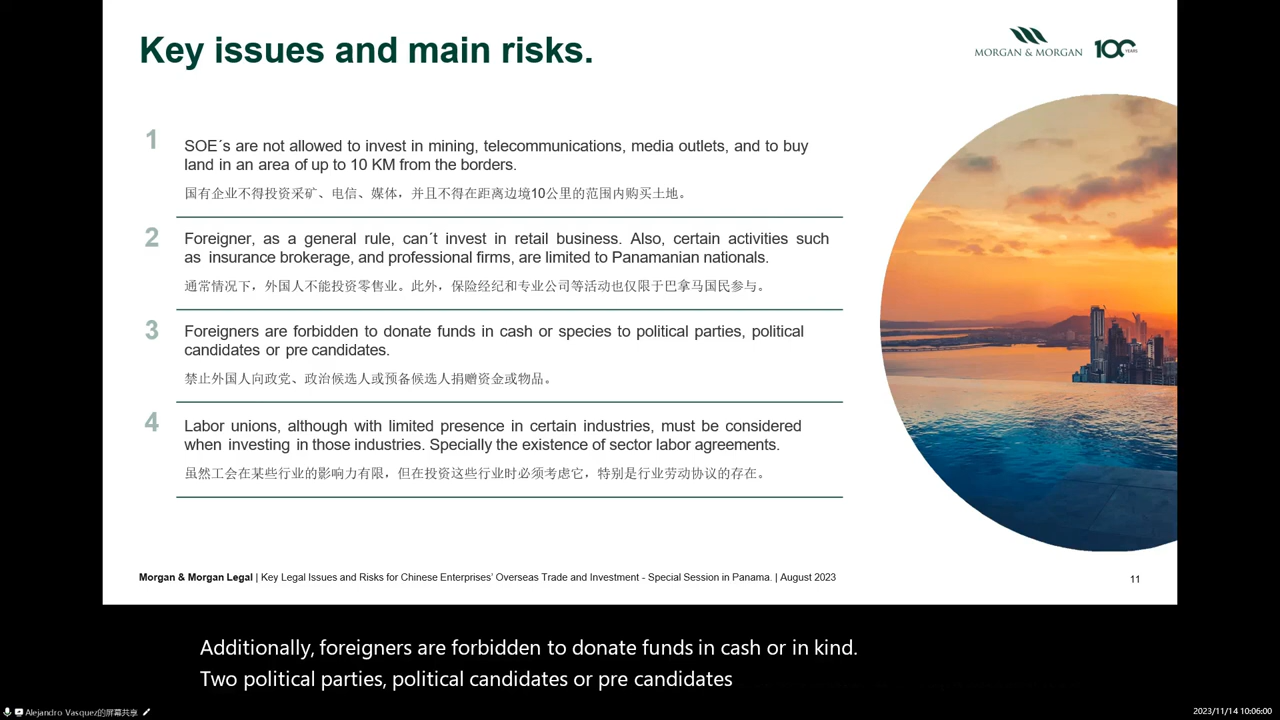 Key issues and main risks.
MORGAN & MORGAN
100 YEARS
1
SOE´s are not allowed to invest in mining, telecommunications, media outlets, and to buy
land in an area of up to 10 KM from the borders.
国有企业不得投资采矿、电信、媒体，并且不得在距离边境10公里的范围内购买土地。
2
Foreigner, as a general rule, can´t invest in retail business. Also, certain activities such
as insurance brokerage, and professional firms, are limited to Panamanian nationals.
通常情况下，外国人不能投资零售业。此外，保险经纪和专业公司等活动也仅限于巴拿马国民参与。
3
Foreigners are forbidden to donate funds in cash or species to political parties, political
candidates or pre candidates.
禁止外国人向政党、政治候选人或预备候选人捐赠资金或物品。
4
Labor unions, although with limited presence in certain industries, must be considered
when investing in those industries. Specially the existence of sector labor agreements.
虽然工会在某些行业的影响力有限，但在投资这些行业时必须考虑它，特别是行业劳动协议的存在。
Morgan & Morgan Legal | Key Legal Issues and Risks for Chinese Enterprises' Overseas Trade and Investment - Special Session in Panama. | August 2023
11
Additionally, foreigners are forbidden to donate funds in cash or in kind.
Two political parties, political candidates or pre candidates
Alejandro Vasquez的屏幕共享
2023/11/14 10:06:00